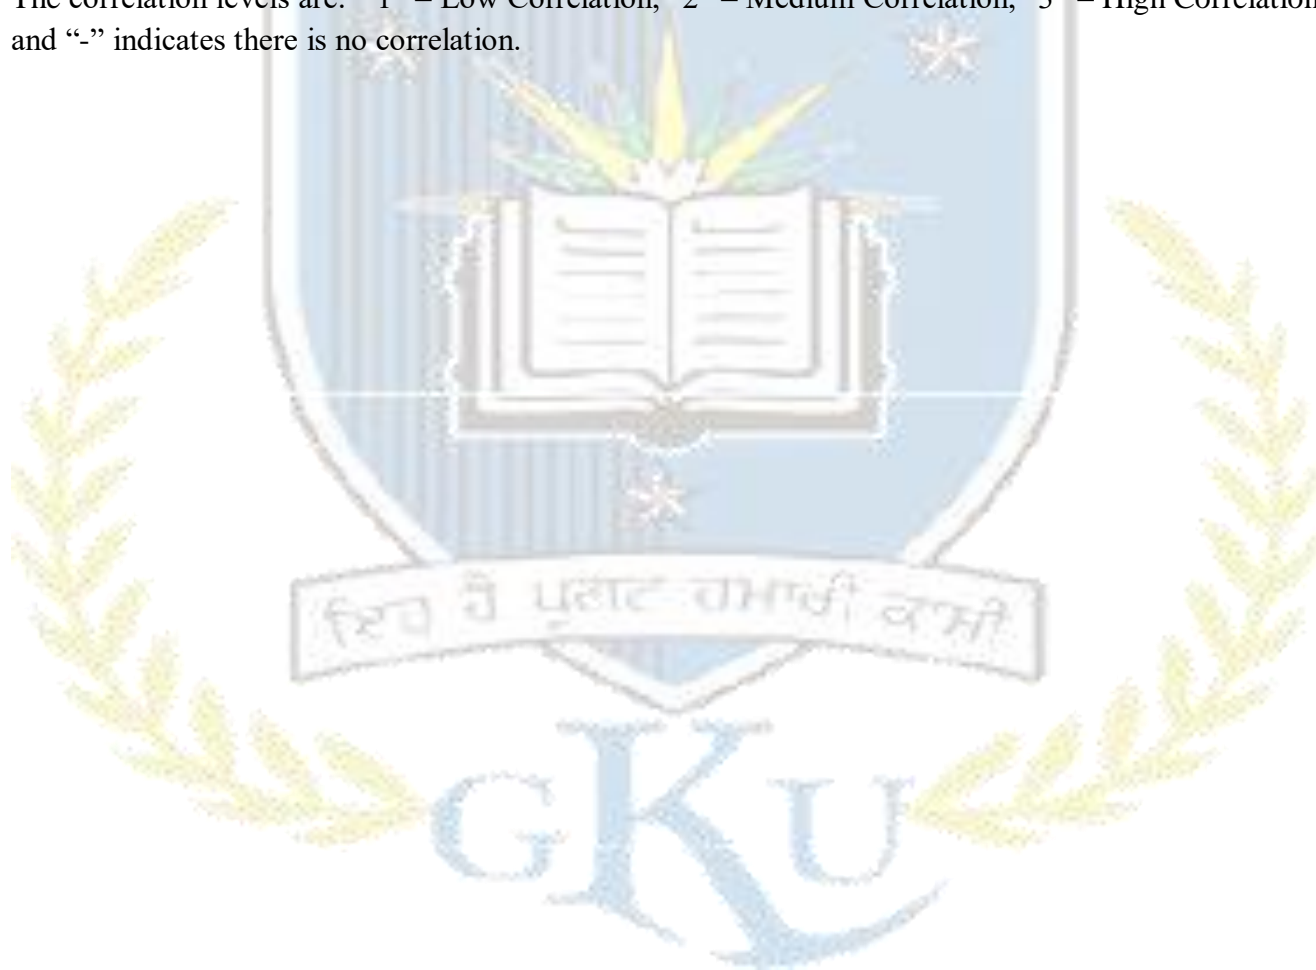 The correlation levels are: “1” – Low Correlation, “2” – Medium Correlation, “3” – High Correlation
and “-” indicates there is no correlation.
ਇਹ ਹੈ ਪ੍ਰਗਟ ਹਮਾਰੀ ਕਾਸੀ
GKU